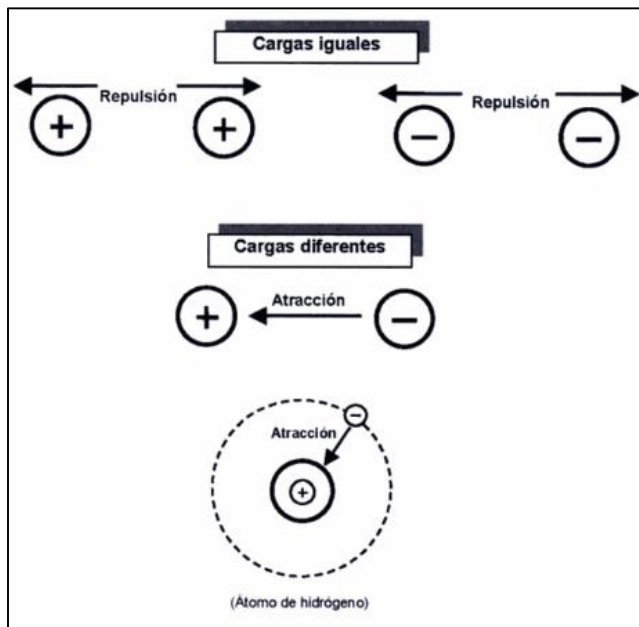 Cargas iguales
Repulsión
Repulsión
+
+
−
−
Cargas diferentes
Atracción
+
−
−
Atracción
+
(Átomo de hidrógeno)